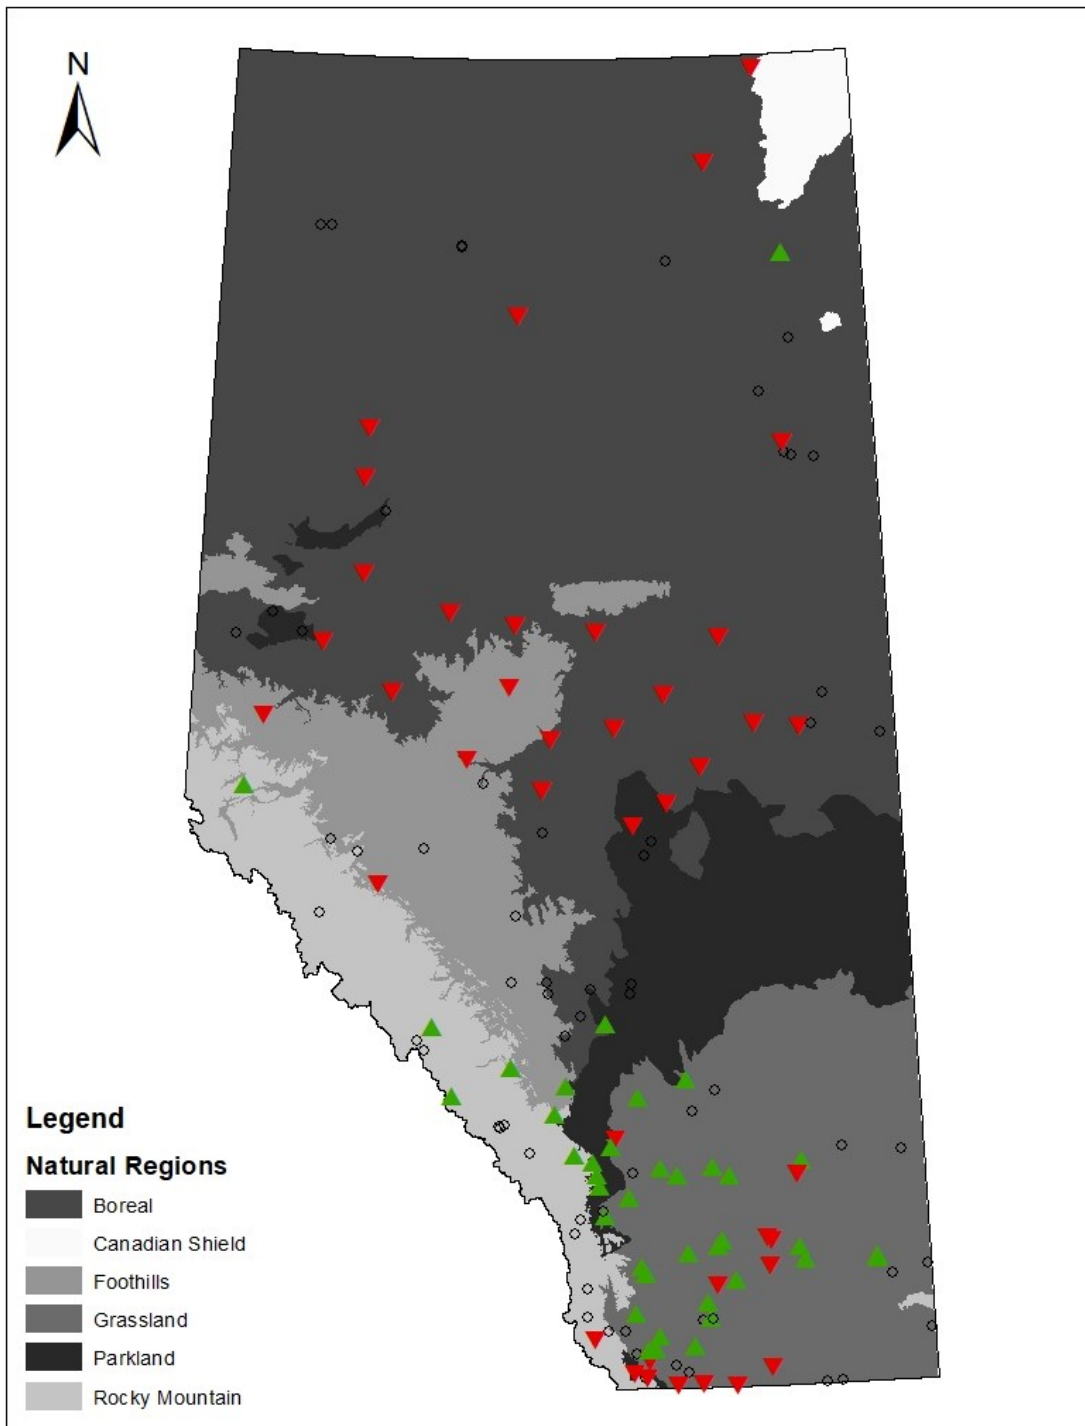 N
Legend
Natural Regions
Boreal
Canadian Shield
Foothills
Grassland
Parkland
Rocky Mountain